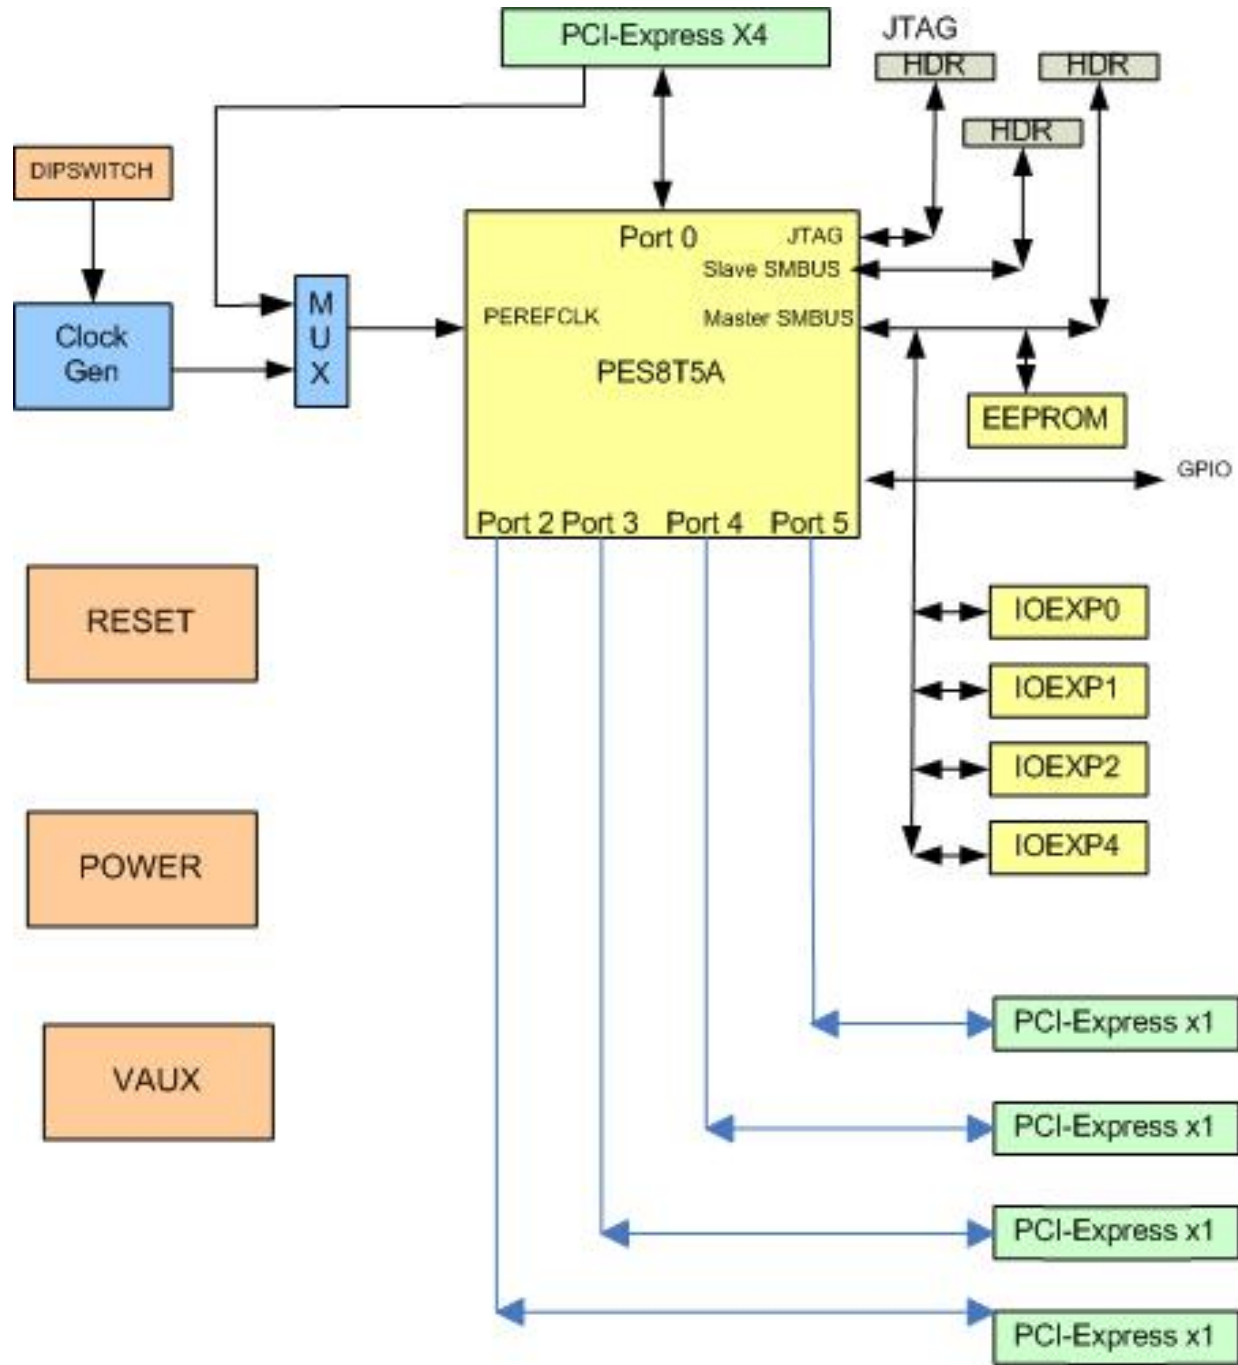 PCI-Express X4
JTAG
HDR
HDR
HDR
DIPSWITCH
Clock
Gen
M
U
X
Port 0
JTAG
Slave SMBUS
PEREFCLK
Master SMBUS
PES8T5A
EEPROM
GPIO
Port 2 Port 3 Port 4 Port 5
RESET
IOEXP0
IOEXP1
IOEXP2
IOEXP4
POWER
VAUX
PCI-Express x1
PCI-Express x1
PCI-Express x1
PCI-Express x1